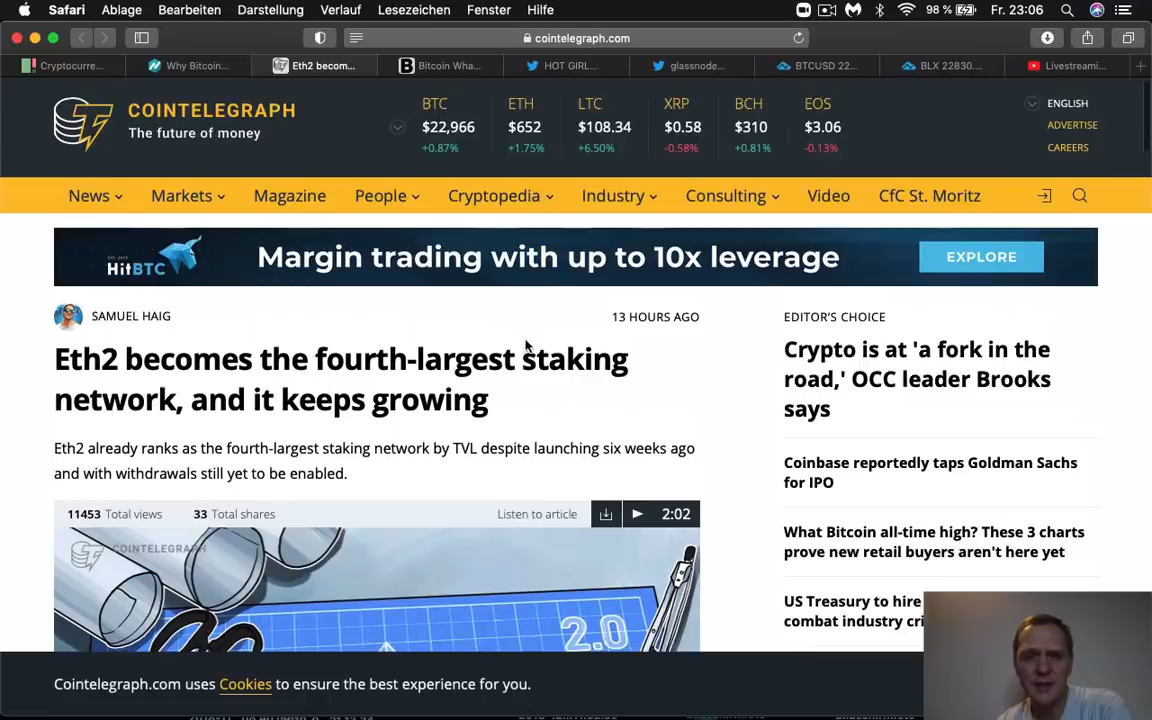 Safari Ablage Bearbeiten Darstellung Verlauf Lesezeichen Fenster Hilfe 98 % Fr. 23:06
cointelegraph.com
Cryptocurre... Why Bitcoin... Eth2 becom... Bitcoin Wha... HOT GIRL... glassnode... BTCUSD 22... BLX 22830.... Livestreami...
COINTELEGRAPH
The future of money
BTC ETH LTC XRP BCH EOS
$22,966 $652 $108.34 $0.58 $310 $3.06
+0.87% +1.75% +6.50% -0.58% +0.81% -0.13%
ENGLISH
ADVERTISE
CAREERS
News Markets Magazine People Cryptopedia Industry Consulting Video CfC St. Moritz
HitBTC
Margin trading with up to 10x leverage
EXPLORE
SAMUEL HAIG
13 HOURS AGO
Eth2 becomes the fourth-largest staking
network, and it keeps growing
Eth2 already ranks as the fourth-largest staking network by TVL despite launching six weeks ago
and with withdrawals still yet to be enabled.
11453 Total views 33 Total shares Listen to article 2:02
COINTELEGRAPH
2.0
EDITOR'S CHOICE
Crypto is at 'a fork in the
road,' OCC leader Brooks
says
Coinbase reportedly taps Goldman Sachs
for IPO
What Bitcoin all-time high? These 3 charts
prove new retail buyers aren't here yet
US Treasury to hire
combat industry cri
Cointelegraph.com uses Cookies to ensure the best experience for you.